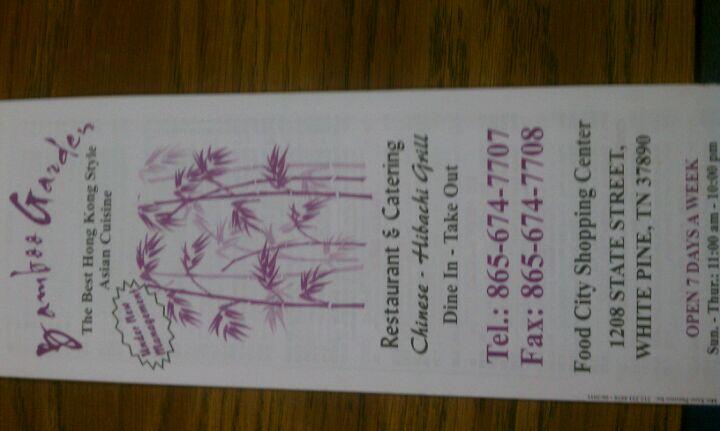 Bamboo Garden
The Best Hong Kong Style
Asian Cuisine
Under New
Management
Restaurant & Catering
Chinese - Hibachi Grill
Dine In - Take Out
Tel.: 865-674-7707
Fax: 865-674-7708
Food City Shopping Center
1208 STATE STREET,
WHITE PINE, TN 37890
OPEN 7 DAYS A WEEK
Sun. - Thur.: 11:00 am. - 10:00 pm